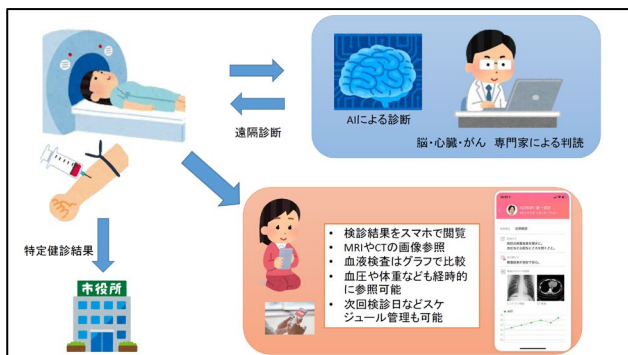 AIによる診断
脳・心臓・がん 専門家による判読
遠隔診断
特定健診結果
市役所
• 検診結果をスマホで閲覧
• MRIやCTの画像参照
• 血液検査はグラフで比較
• 血圧や体重なども経時的
に参照可能
• 次回検診日などスケ
ジュール管理も可能